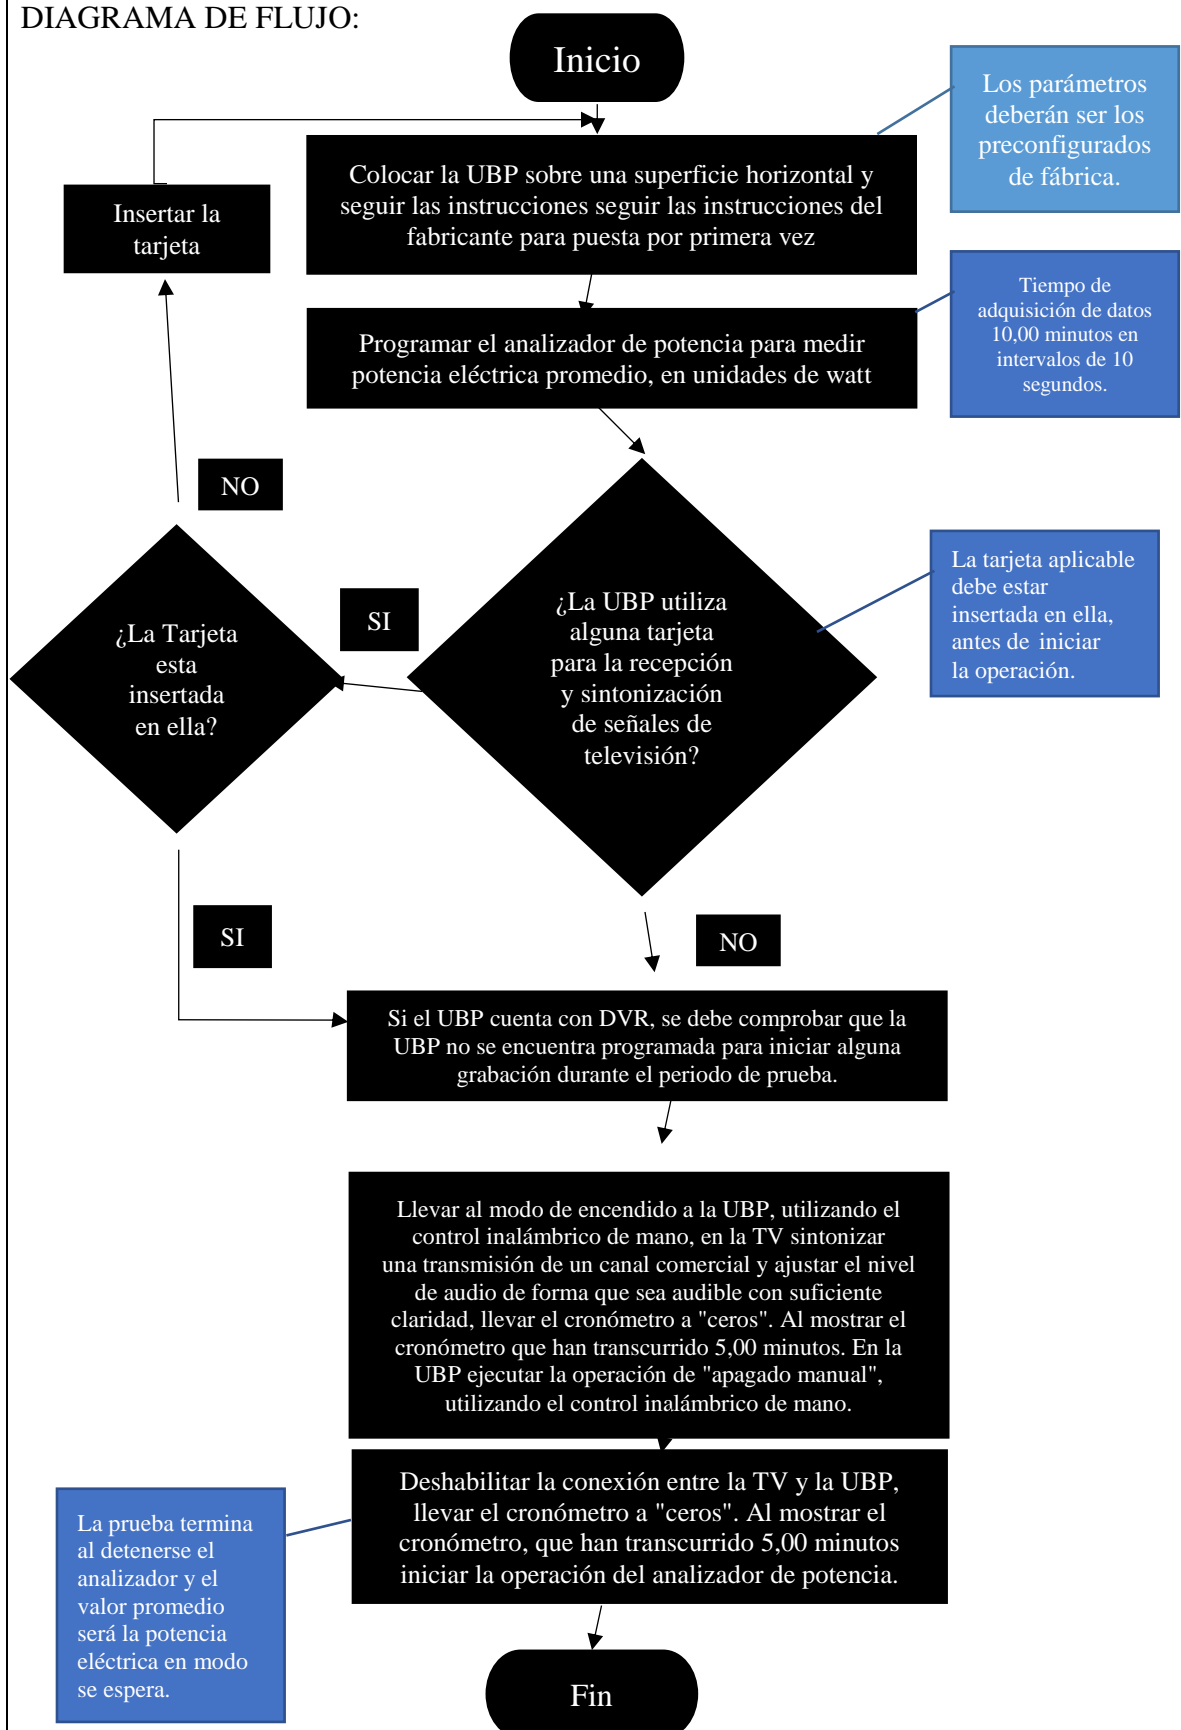 DIAGRAMA DE FLUJO:
Inicio
Los parámetros
deberán ser los
preconfigurados
de fábrica.
Colocar la UBP sobre una superficie horizontal y
seguir las instrucciones seguir las instrucciones del
fabricante para puesta por primera vez
Insertar la
tarjeta
Tiempo de
adquisición de datos
10,00 minutos en
intervalos de 10
segundos.
Programar el analizador de potencia para medir
potencia eléctrica promedio, en unidades de watt
NO
¿La UBP utiliza
alguna tarjeta
para la recepción
y sintonización
de señales de
televisión?
La tarjeta aplicable
debe estar
insertada en ella,
antes de iniciar
la operación.
SI
¿La Tarjeta
esta
insertada
en ella?
SI
NO
Si el UBP cuenta con DVR, se debe comprobar que la
UBP no se encuentra programada para iniciar alguna
grabación durante el periodo de prueba.
Llevar al modo de encendido a la UBP, utilizando el
control inalámbrico de mano, en la TV sintonizar
una transmisión de un canal comercial y ajustar el nivel
de audio de forma que sea audible con suficiente
claridad, llevar el cronómetro a "ceros". Al mostrar el
cronómetro que han transcurrido 5,00 minutos. En la
UBP ejecutar la operación de "apagado manual",
utilizando el control inalámbrico de mano.
Deshabilitar la conexión entre la TV y la UBP,
llevar el cronómetro a "ceros". Al mostrar el
cronómetro, que han transcurrido 5,00 minutos
iniciar la operación del analizador de potencia.
La prueba termina
al detenerse el
analizador y el
valor promedio
será la potencia
eléctrica en modo
se espera.
Fin